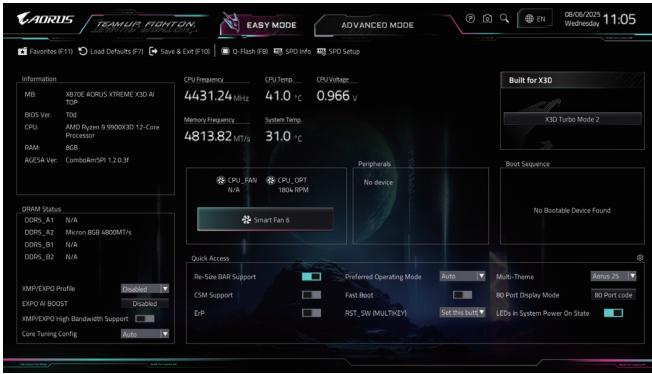 AORUS
TEAM UP. FIGHT ON.
EASY MODE
ADVANCED MODE
EN
08/06/2025
Wednesday
11:05
Favorites (F11)
Load Defaults (F7)
Save & Exit (F10)
Q-Flash (F8)
SPD Info
SPD Setup
Information
MB: X870E AORUS XTREME X3D AI
TOP
BIOS Ver. T0d
CPU: AMD Ryzen 9 9900X3D 12-Core
Processor
RAM: 8GB
AGESA Ver: ComboAm5PI 1.2.0.3f
CPU Frequency
4431.24 MHz
CPU Temp.
41.0 °C
CPU Voltage
0.966 V
Memory Frequency
4813.82 MT/s
System Temp.
31.0 °C
Built for X3D
X3D Turbo Mode 2
CPU_FAN
N/A
CPU_OPT
1804 RPM
Smart Fan 6
Peripherals
No device
Boot Sequence
No Bootable Device Found
DRAM Status
DDR5_A1 N/A
DDR5_A2 Micron 8GB 4800MT/s
DDR5_B1 N/A
DDR5_B2 N/A
XMP/EXPO Profile Disabled
EXPO AI BOOST Disabled
XMP/EXPO High Bandwidth Support
Core Tuning Auto
Config
Quick Access
Re-Size BAR Support
CSM Support
ErP
Preferred Operating Mode Auto
Fast Boot
RST_SW (MULTIKEY) Set this butt
Multi-Theme Aorus 25
80 Port Display Mode 80 Port code
LEDs in System Power On State